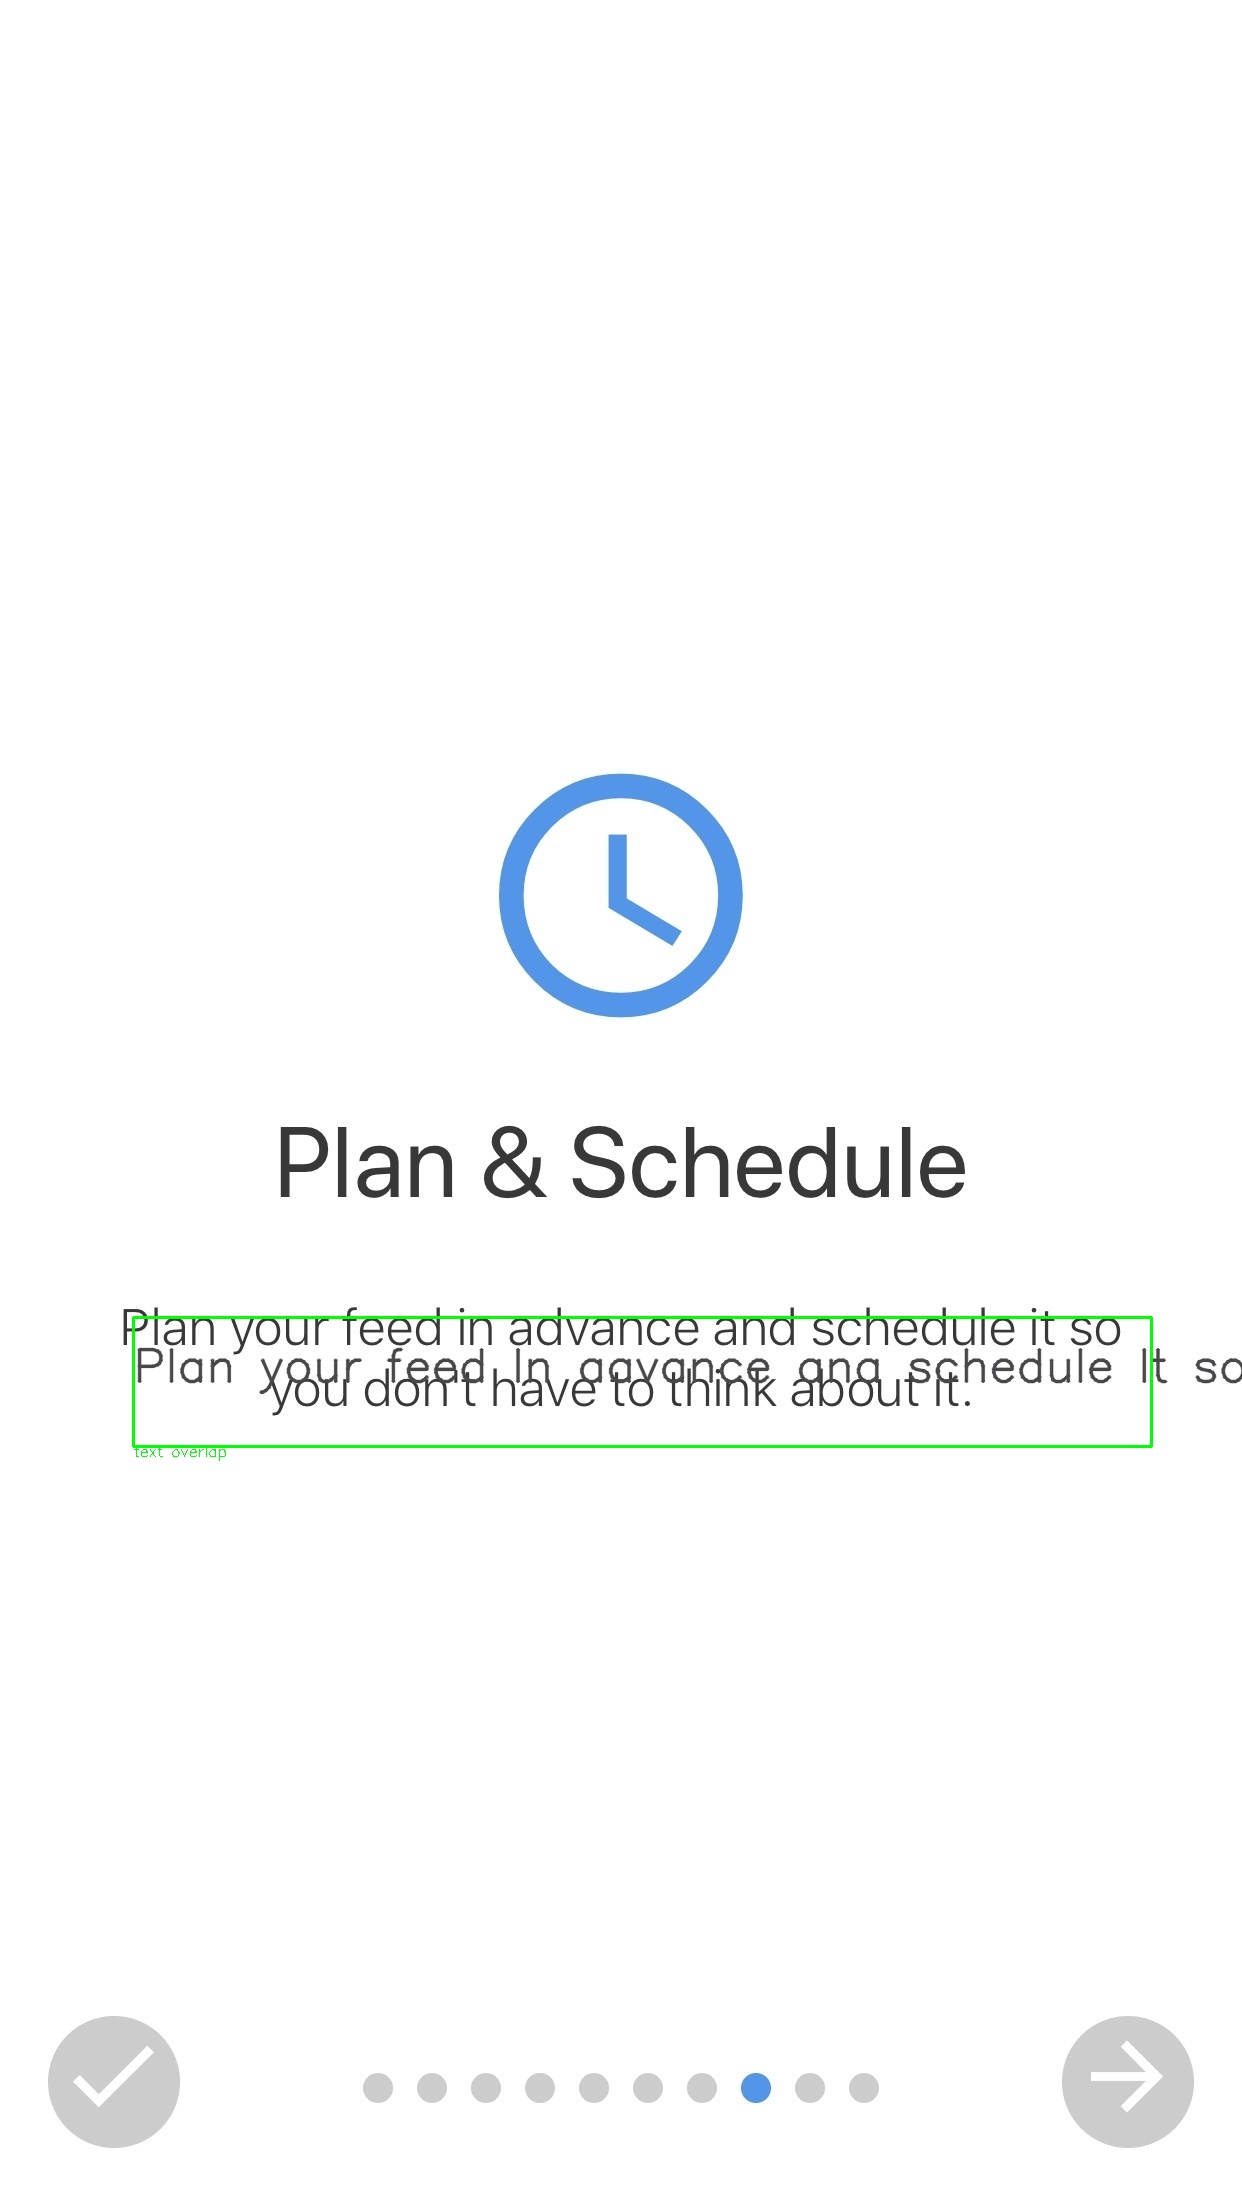 Plan & Schedule
Plan your feed in advance and schedule it so
Plan your feed In aavance ana schedule It so
you don't have to think about it.
text overlap